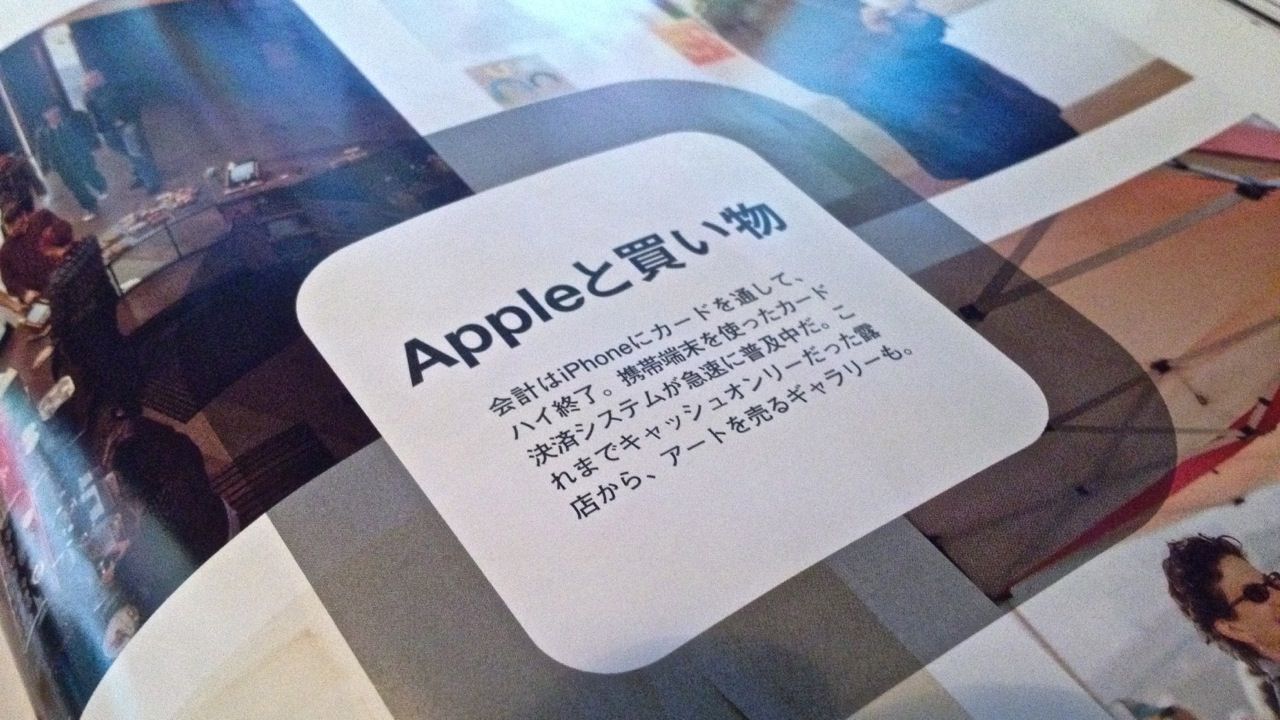 Appleと買い物
会計はiPhoneにカードを通して、
ハイ終了。携帯端末を使ったカード
決済システムが急速に普及中だ。こ
れまでキャッシュオンリーだった露
店から、アートを売るギャラリーも。